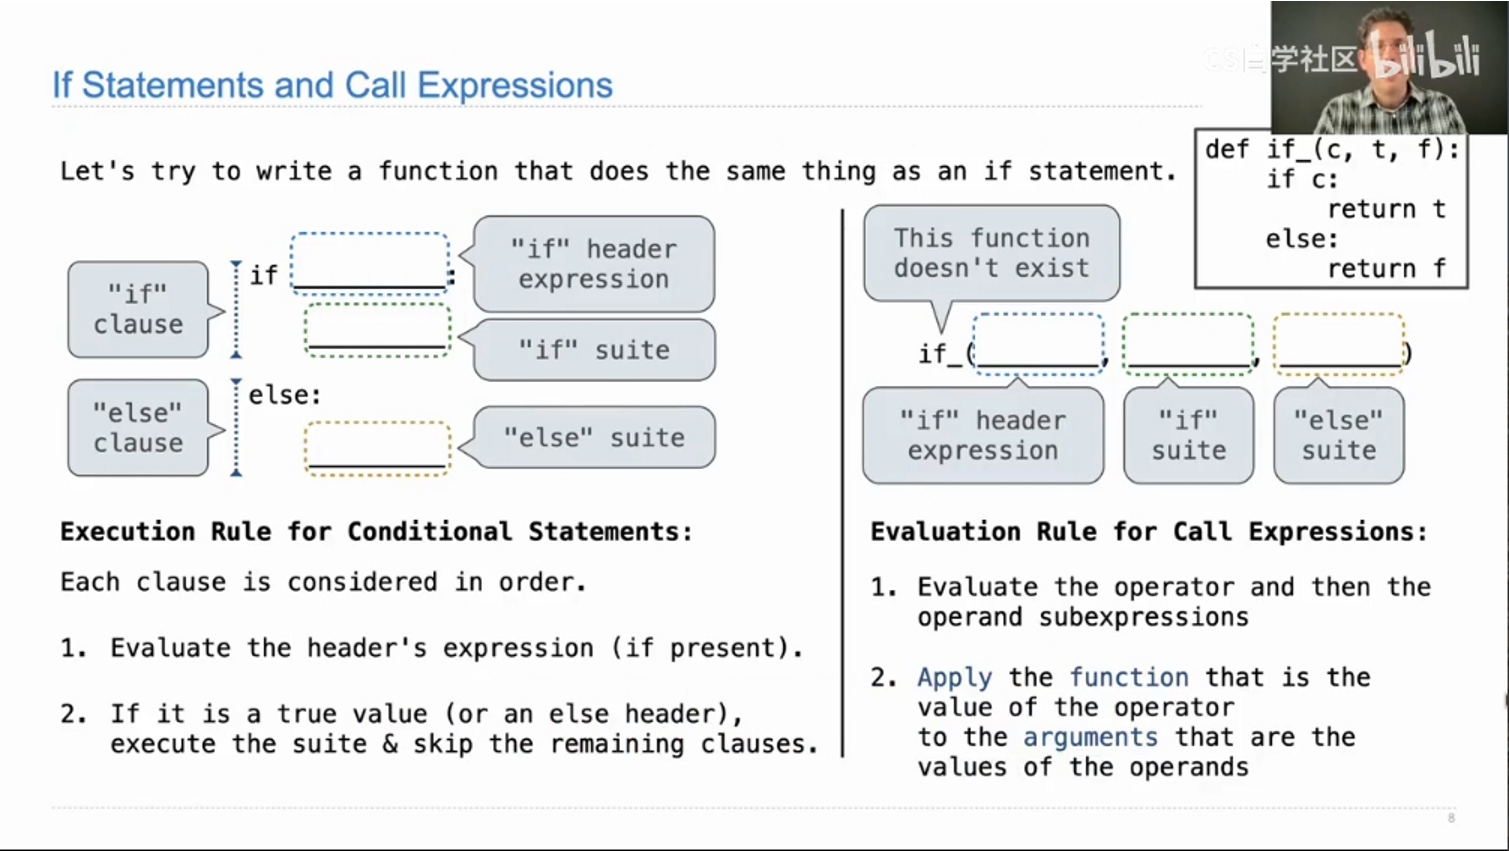 CS自学社区 bilibili
If Statements and Call Expressions
Let's try to write a function that does the same thing as an if statement.
def if_(c, t, f):
if c:
return t
else:
return f
"if"
clause
if ____:
"if" header
expression
"if" suite
"else"
clause
else:
"else" suite
This function
doesn't exist
if_(____, ____, ____)
"if" header
expression
"if"
suite
"else"
suite
Execution Rule for Conditional Statements:
Each clause is considered in order.
1. Evaluate the header's expression (if present).
2. If it is a true value (or an else header),
execute the suite & skip the remaining clauses.
Evaluation Rule for Call Expressions:
1. Evaluate the operator and then the
operand subexpressions
2. Apply the function that is the
value of the operator
to the arguments that are the
values of the operands
8